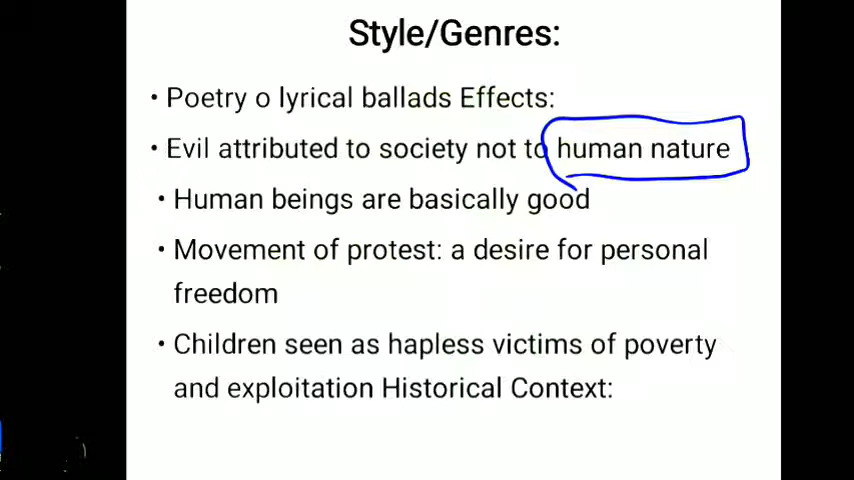 Style/Genres:
• Poetry o lyrical ballads Effects:
• Evil attributed to society not to human nature
• Human beings are basically good
• Movement of protest: a desire for personal
freedom
• Children seen as hapless victims of poverty
and exploitation Historical Context: